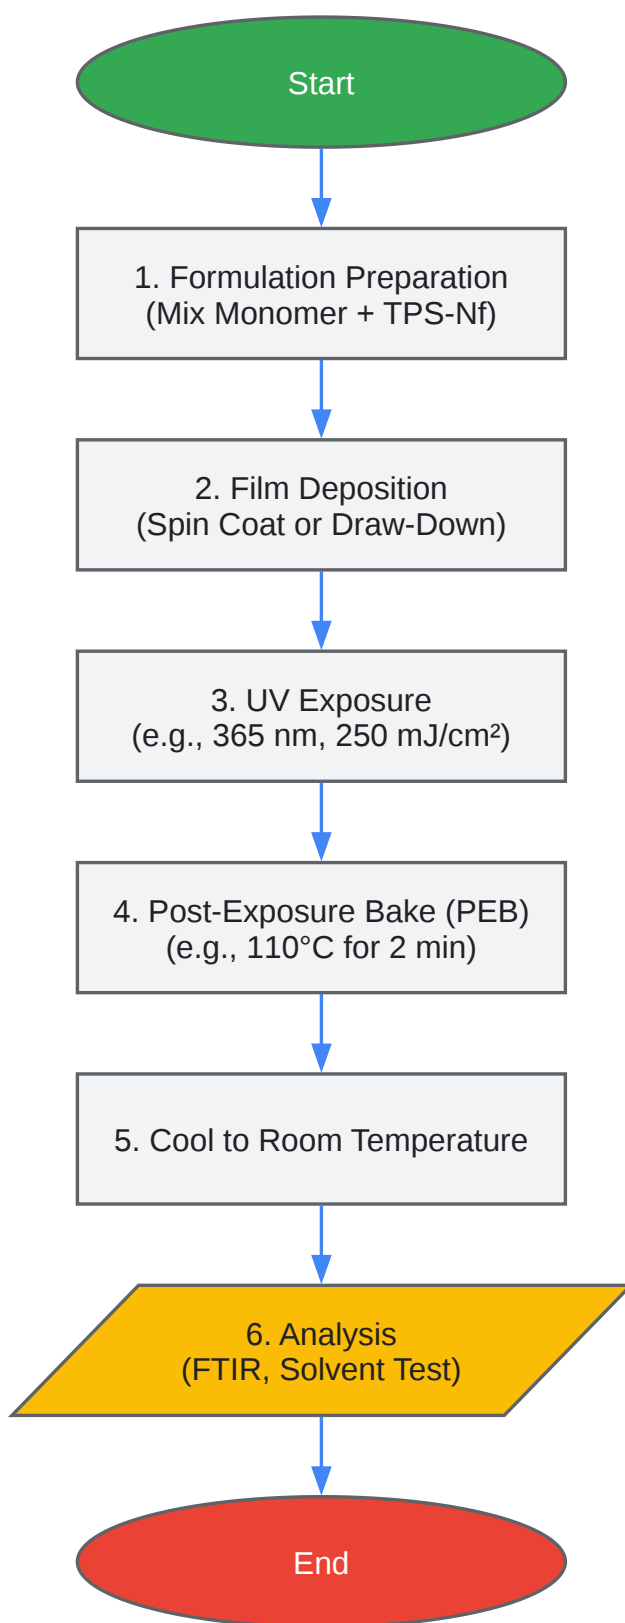 Start
1. Formulation Preparation
(Mix Monomer + TPS-Nf)
2. Film Deposition
(Spin Coat or Draw-Down)
3. UV Exposure
(e.g., 365 nm, 250 mJ/cm²)
4. Post-Exposure Bake (PEB)
(e.g., 110°C for 2 min)
5. Cool to Room Temperature
6. Analysis
(FTIR, Solvent Test)
End